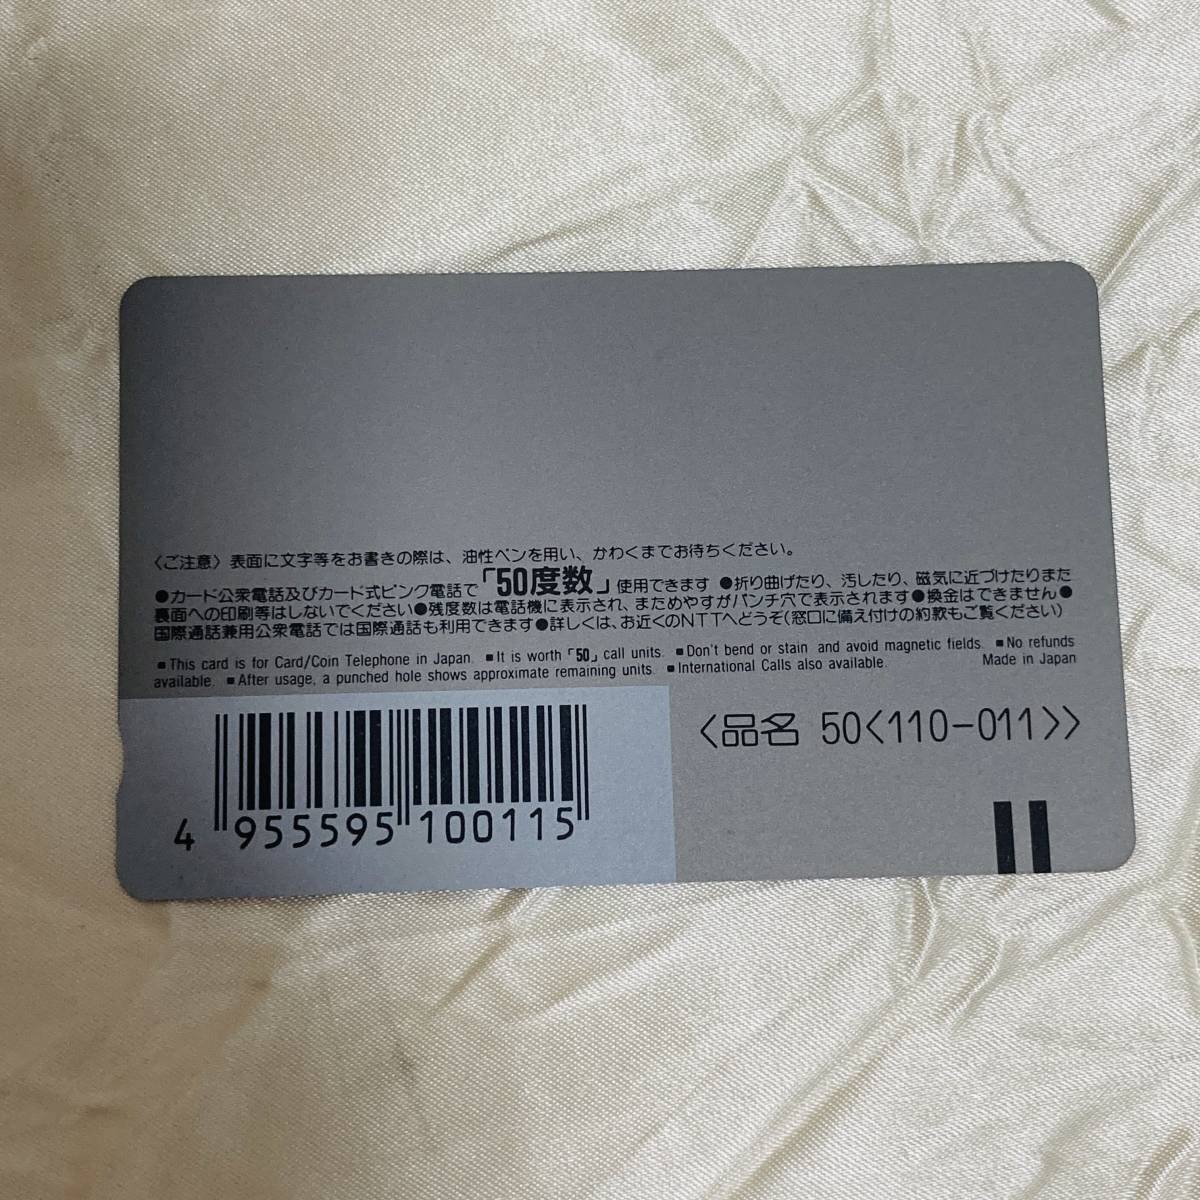 〈ご注意〉表面に文字等をお書きの際は、油性ペンを用い、かわくまでお待ちください。
●カード公衆電話及びカード式ピンク電話で「50度数」使用できます ●折り曲げたり、汚したり、磁気に近づけたりまた
裏面への印刷等はしないでください●残度数は電話機に表示され、まためやすがパンチ穴で表示されます●換金はできません●
国際通話兼用公衆電話では国際通話も利用できます●詳しくは、お近くのNTTへどうぞ(窓口に備え付けの約款もご覧ください)
■This card is for Card/Coin Telephone in Japan. ■It is worth「50」call units. ■Don't bend or stain and avoid magnetic fields. ■No refunds
available. ■After usage, a punched hole shows approximate remaining units. ■International Calls also available. Made in Japan
〈品名 50〈110-011〉〉
4 955595 100115